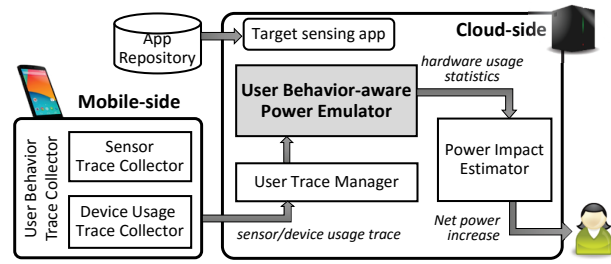 App
Repository
Target sensing app
Cloud-side
Mobile-side
User Behavior
Trace Collector
Sensor
Trace Collector
Device Usage
Trace Collector
User Behavior-aware
Power Emulator
hardware usage
statistics
User Trace Manager
sensor/device usage trace
Power Impact
Estimator
Net power
increase